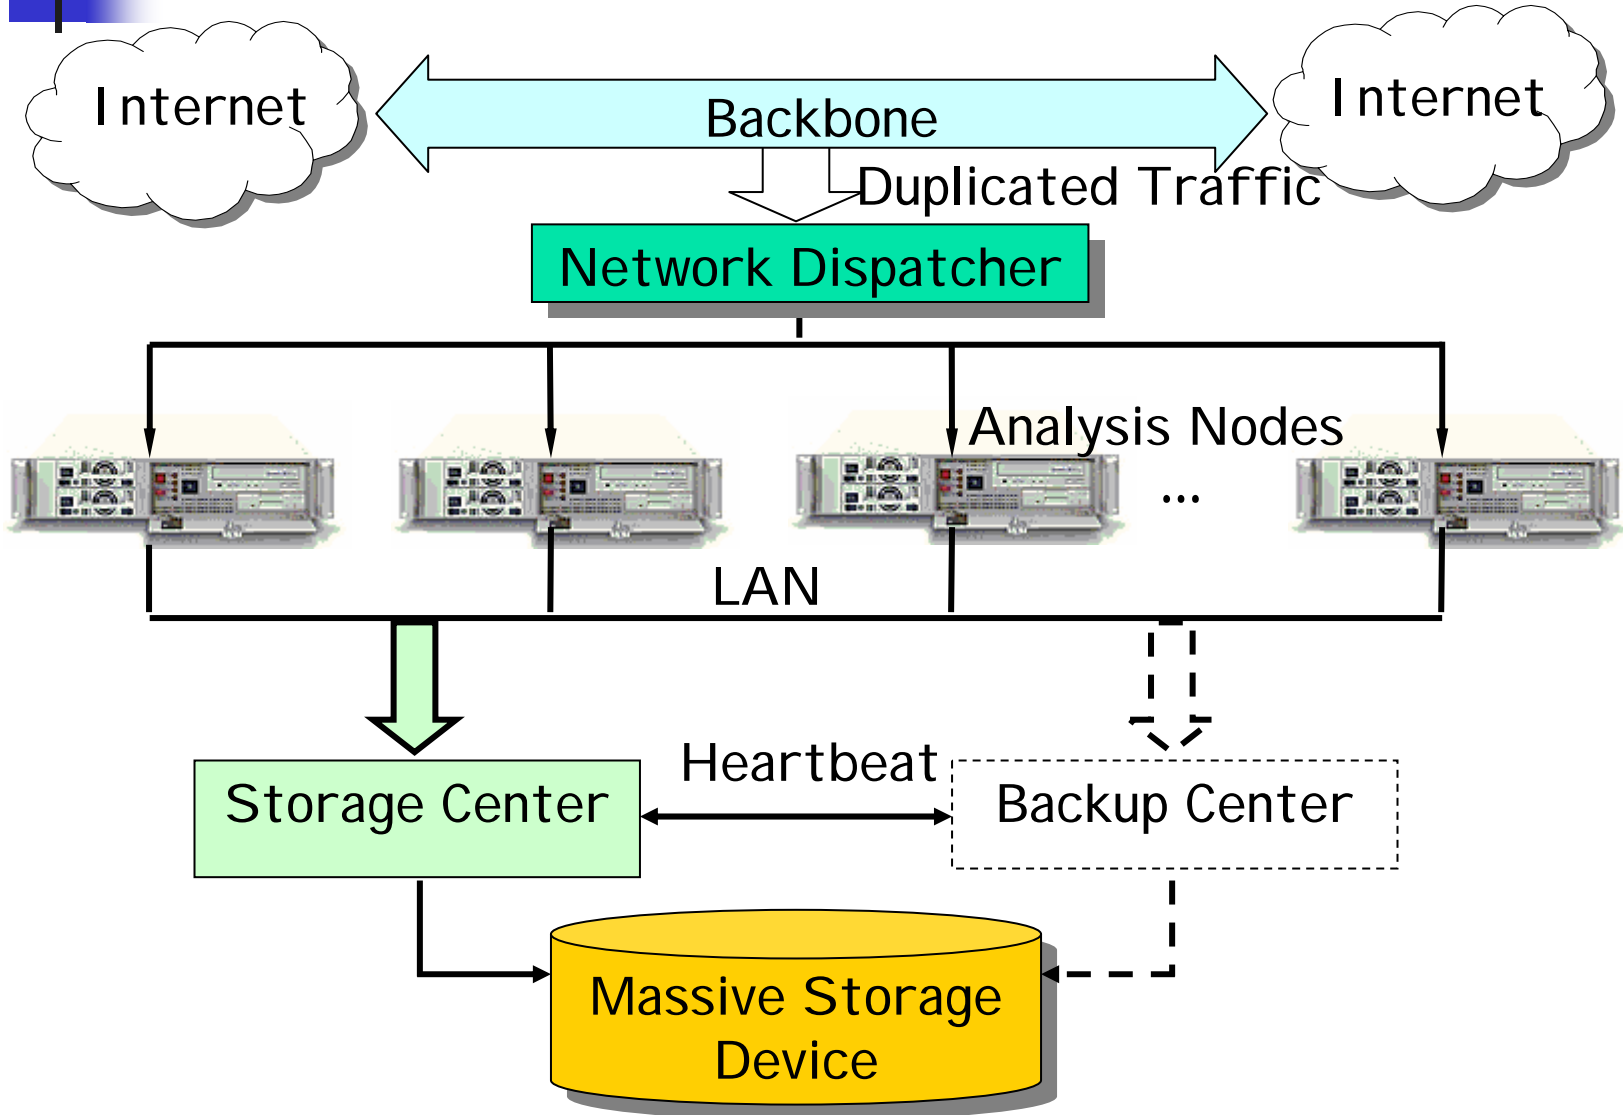 Internet
Internet
Backbone
Duplicated Traffic
Network Dispatcher
Analysis Nodes
...
LAN
Heartbeat
Storage Center
Backup Center
Massive Storage
Device